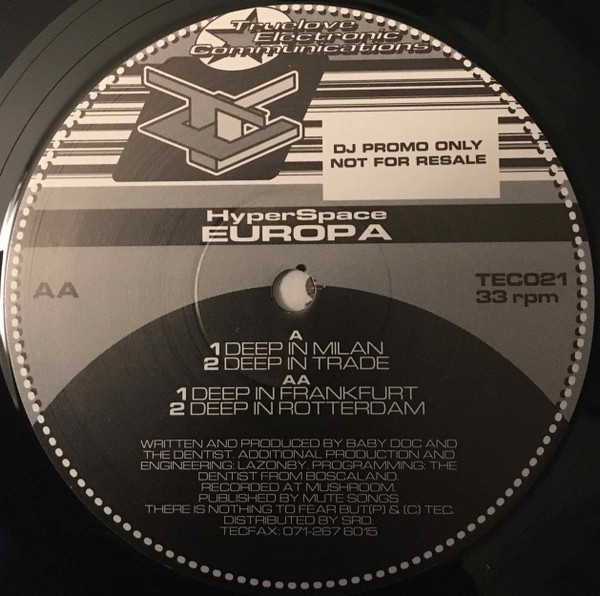 Truelove
Electronic
Communications
DJ PROMO ONLY
NOT FOR RESALE
HyperSpace
EUROPA
AA
TEC021
33 rpm
A
1 DEEP IN MILAN
2 DEEP IN TRADE
AA
1 DEEP IN FRANKFURT
2 DEEP IN ROTTERDAM
WRITTEN AND PRODUCED BY BABY DOC AND
THE DENTIST. ADDITIONAL PRODUCTION AND
ENGINEERING: LAZONBY. PROGRAMMING: THE
DENTIST FROM BOSCALAND.
RECORDED AT MUSHROOM.
PUBLISHED BY MUTE SONGS
THERE IS NOTHING TO FEAR BUT(P) & (C) TEC.
DISTRIBUTED BY SRD.
TECFAX: 071-267 6015